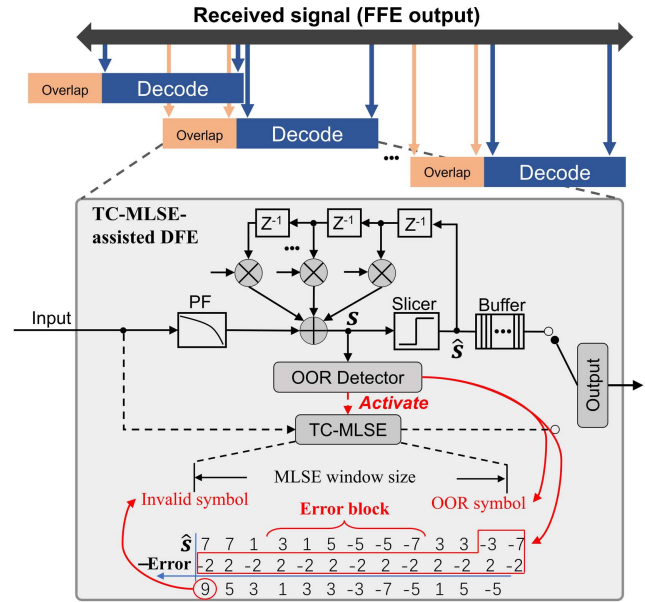 Received signal (FFE output)
Overlap Decode
Overlap Decode
...
Overlap Decode
TC-MLSE-
assisted DFE
Z⁻¹ Z⁻¹ Z⁻¹
...
Input PF s Slicer ŝ Buffer
...
OOR Detector
Output
Activate
TC-MLSE
MLSE window size
Invalid symbol OOR symbol
Error block
ŝ 7 7 1 3 1 5 -5 -5 -7 3 3 -3 -7
−Error -2 2 -2 2 -2 2 -2 2 -2 2 -2 2 -2
9 5 3 1 3 3 -3 -7 -5 1 5 -5